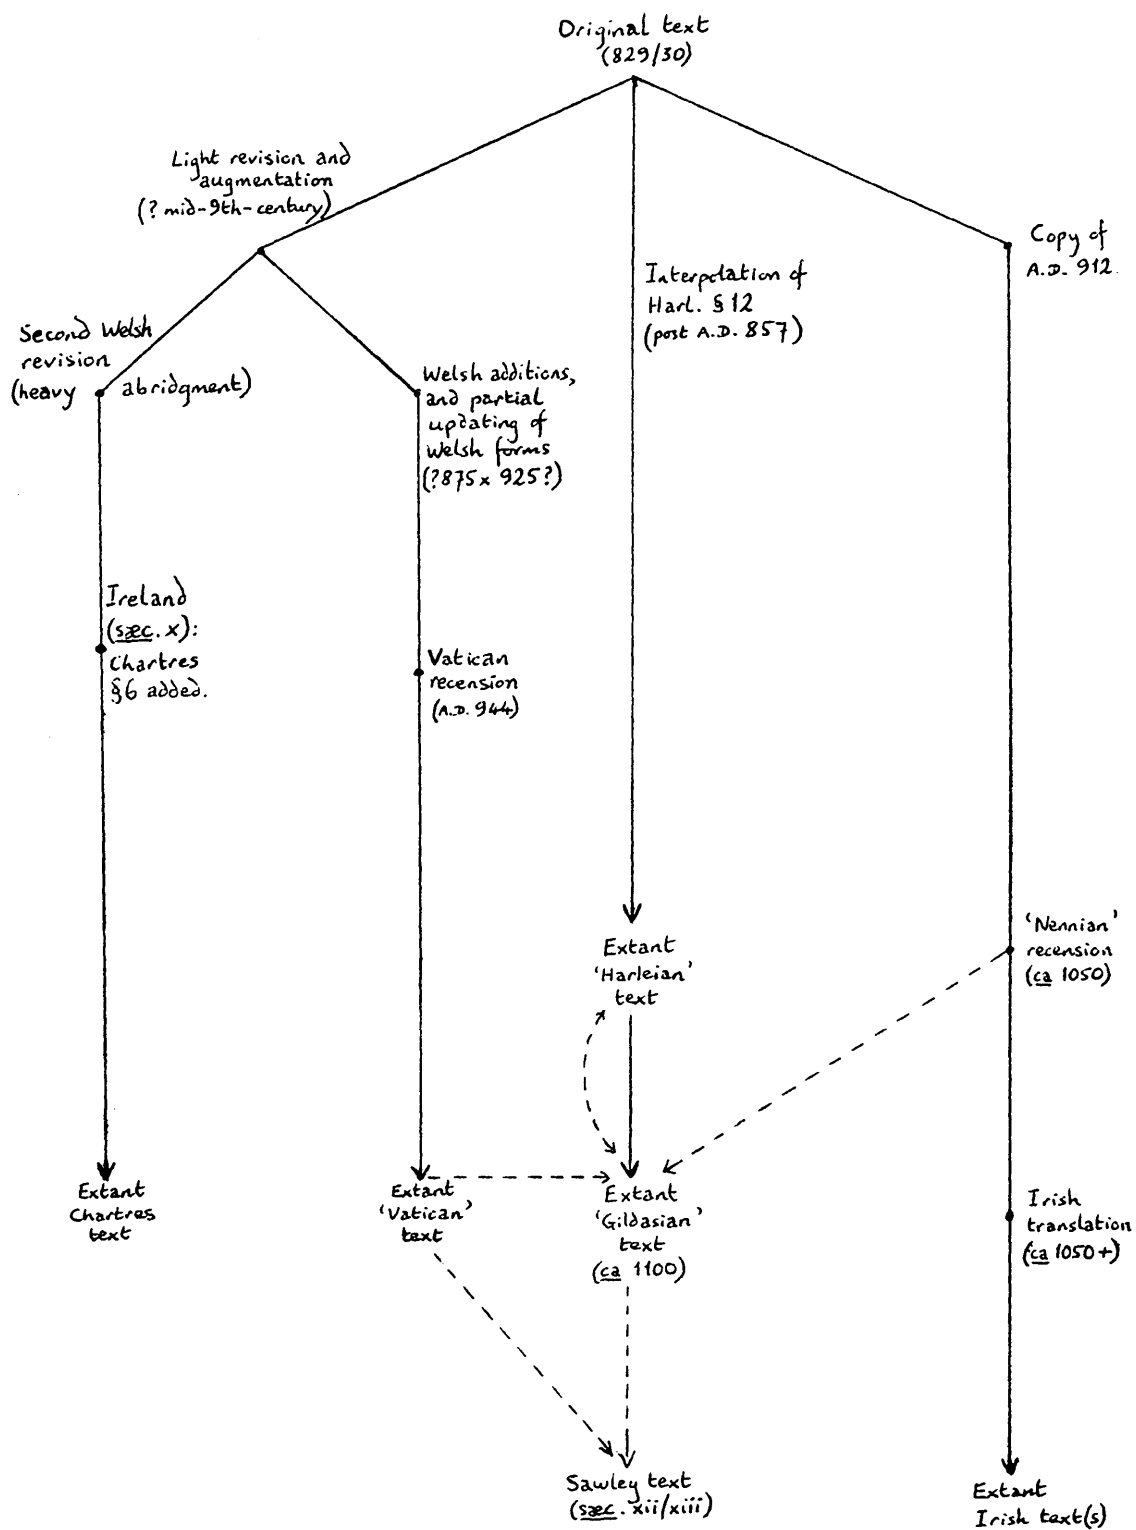 Original text
(829/30)
Light revision and
augmentation
(? mid-9th-century)
Copy of
A.D. 912.
Interpolation of
Harl. § 12
(post A.D. 857)
Second Welsh
revision
(heavy abridgment)
Welsh additions,
and partial
updating of
Welsh forms
(?875 x 925?)
Ireland
(sæc. x):
Chartres
§6 added.
Vatican
recension
(A.D. 944)
'Nennian'
recension
(ca 1050)
Extant
'Harleian'
text
Extant
Chartres
text
Extant
'Vatican'
text
Extant
'Gildasian'
text
(ca 1100)
Irish
translation
(ca 1050+)
Sawley text
(sæc. xii/xiii)
Extant
Irish text(s)